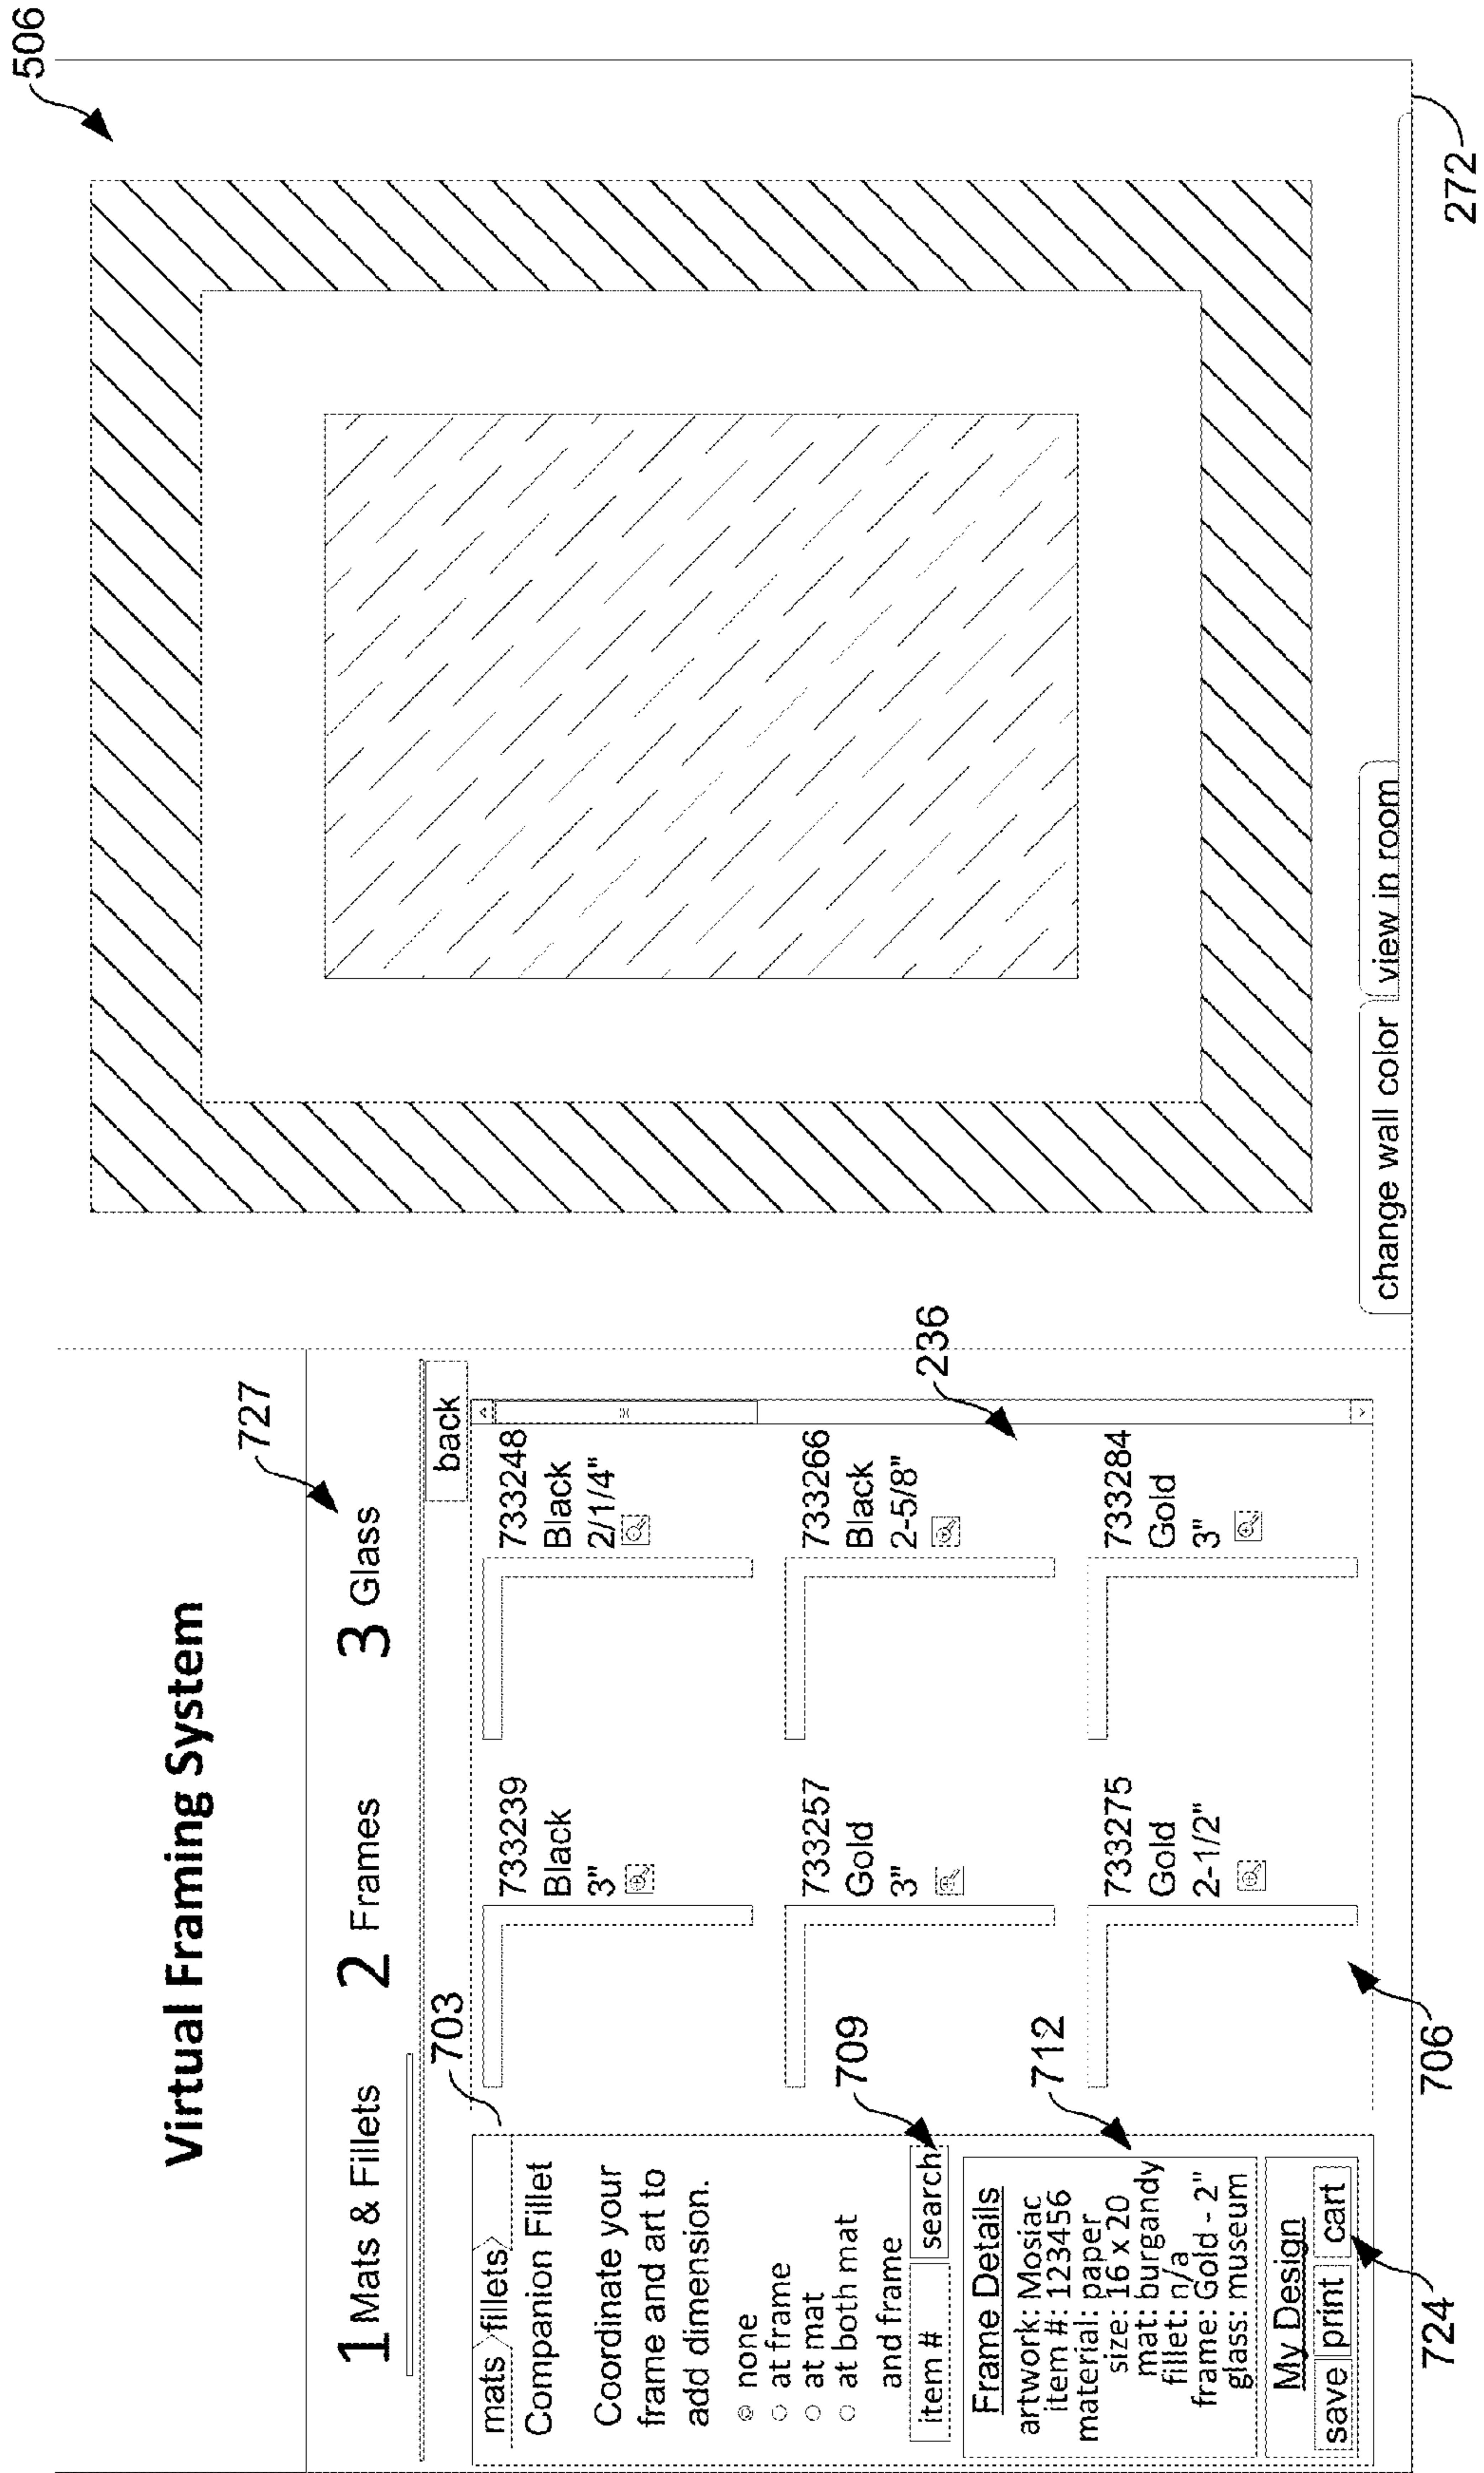 506
Virtual Framing System
727
1 Mats & Fillets 2 Frames 3 Glass
703
back
mats fillets
Companion Fillet
Coordinate your
frame and art to
add dimension.
none
at frame
at mat
at both mat
and frame
item # search
709
Frame Details
artwork: Mosiac
item #: 123456
material: paper
size: 16 x 20
mat: burgandy
fillet: n/a
frame: Gold - 2"
glass: museum
712
My Design
save print cart
724
733239
Black
3"
733248
Black
2/1/4"
733257
Gold
3"
733266
Black
2-5/8"
236
733275
Gold
2-1/2"
733284
Gold
3"
706
change wall color view in room
272